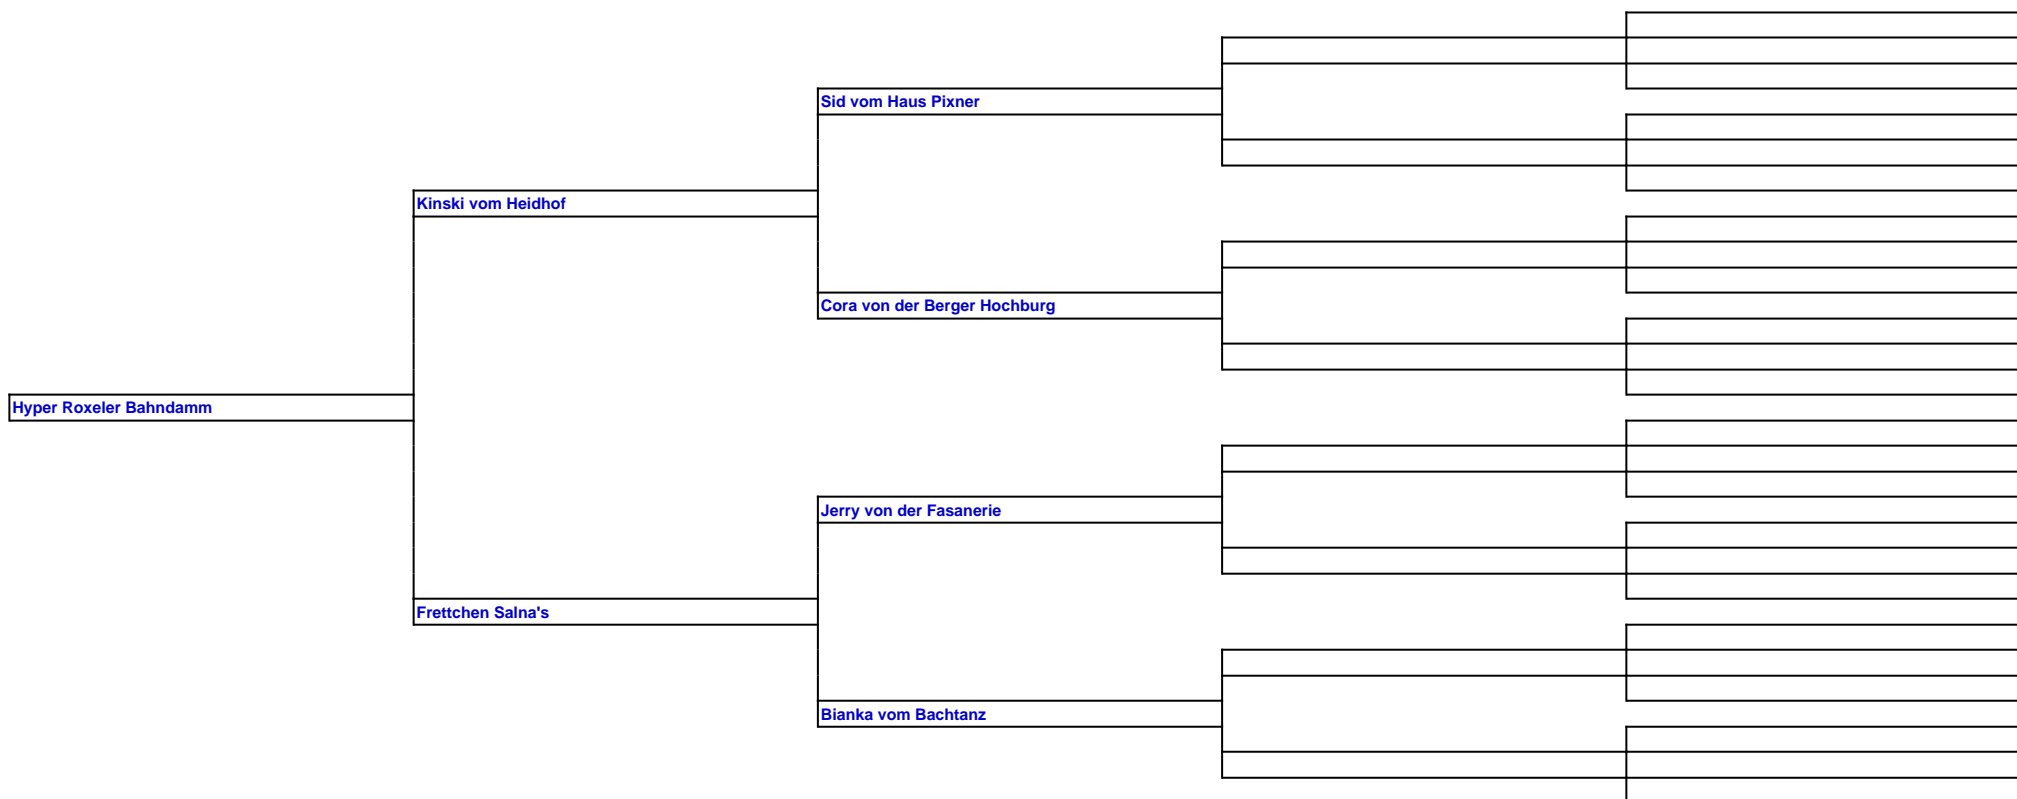 Sid vom Haus Pixner
Kinski vom Heidhof
Cora von der Berger Hochburg
Hyper Roxeler Bahndamm
Jerry von der Fasanerie
Frettchen Salna's
Bianka vom Bachtanz